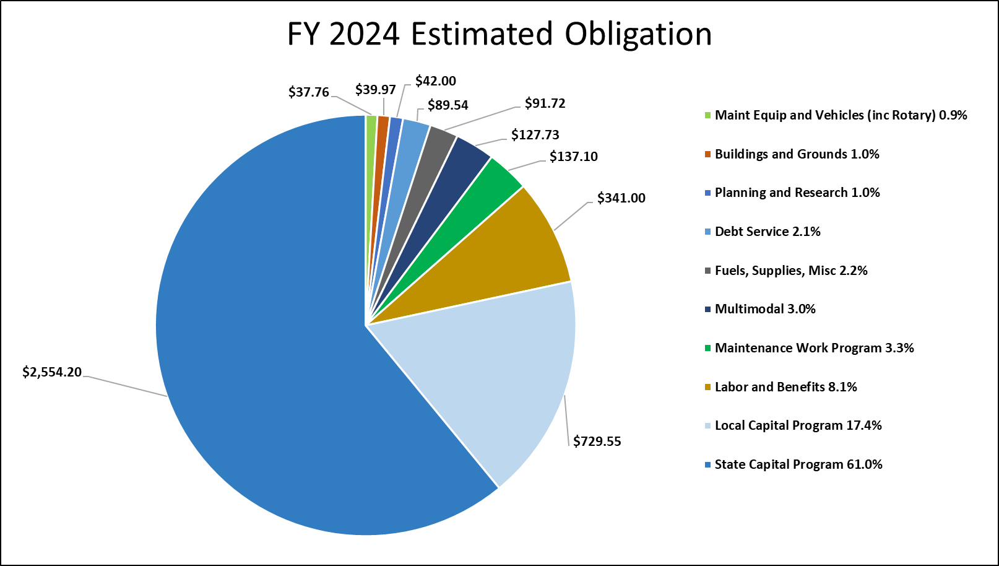 FY 2024 Estimated Obligation
$37.76
$39.97
$42.00
$89.54
$91.72
$127.73
$137.10
$341.00
$729.55
$2,554.20
Maint Equip and Vehicles (inc Rotary) 0.9%
Buildings and Grounds 1.0%
Planning and Research 1.0%
Debt Service 2.1%
Fuels, Supplies, Misc 2.2%
Multimodal 3.0%
Maintenance Work Program 3.3%
Labor and Benefits 8.1%
Local Capital Program 17.4%
State Capital Program 61.0%